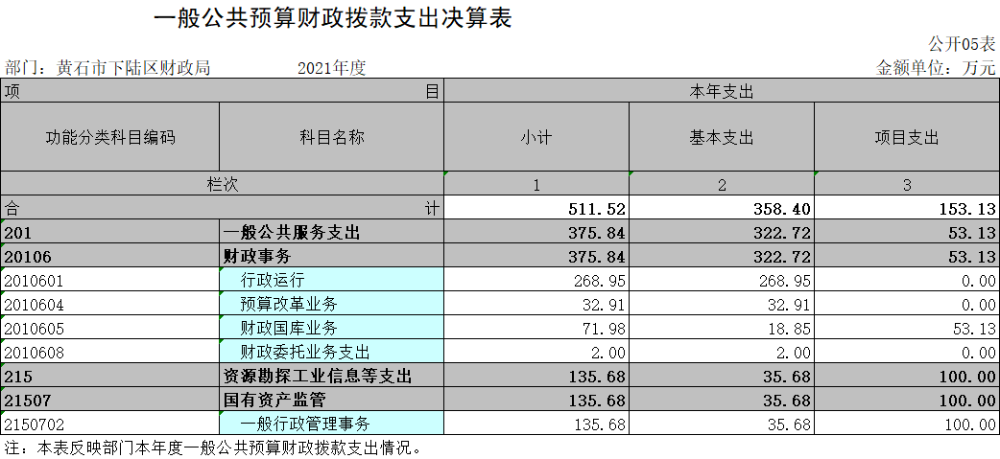 一般公共预算财政拨款支出决算表
公开05表
部门：黄石市下陆区财政局 2021年度 金额单位：万元
项 目 本年支出
功能分类科目编码 科目名称 小计 基本支出 项目支出
栏次 1 2 3
合 计 511.52 358.40 153.13
201 一般公共服务支出 375.84 322.72 53.13
20106 财政事务 375.84 322.72 53.13
2010601 行政运行 268.95 268.95 0.00
2010604 预算改革业务 32.91 32.91 0.00
2010605 财政国库业务 71.98 18.85 53.13
2010608 财政委托业务支出 2.00 2.00 0.00
215 资源勘探工业信息等支出 135.68 35.68 100.00
21507 国有资产监管 135.68 35.68 100.00
2150702 一般行政管理事务 135.68 35.68 100.00
注：本表反映部门本年度一般公共预算财政拨款支出情况。